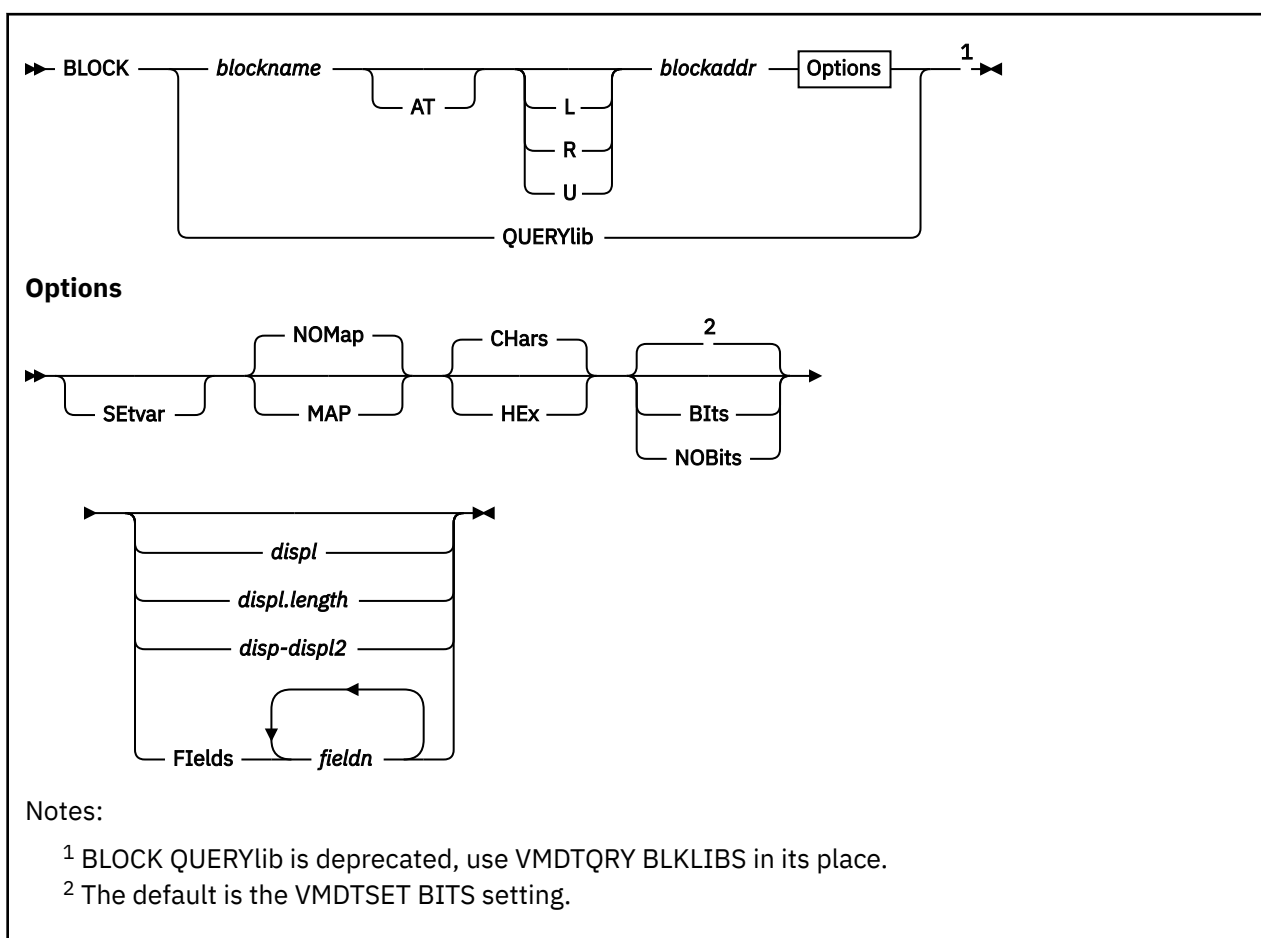 BLOCK blockname AT L R U blockaddr Options 1
QUERYlib
Options
SEtvar NOMap MAP CHars HEx 2 BIts NOBits
displ
displ.length
disp-displ2
FIelds fieldn
Notes:
1 BLOCK QUERYlib is deprecated, use VMDTQRY BLKLIBS in its place.
2 The default is the VMDTSET BITS setting.